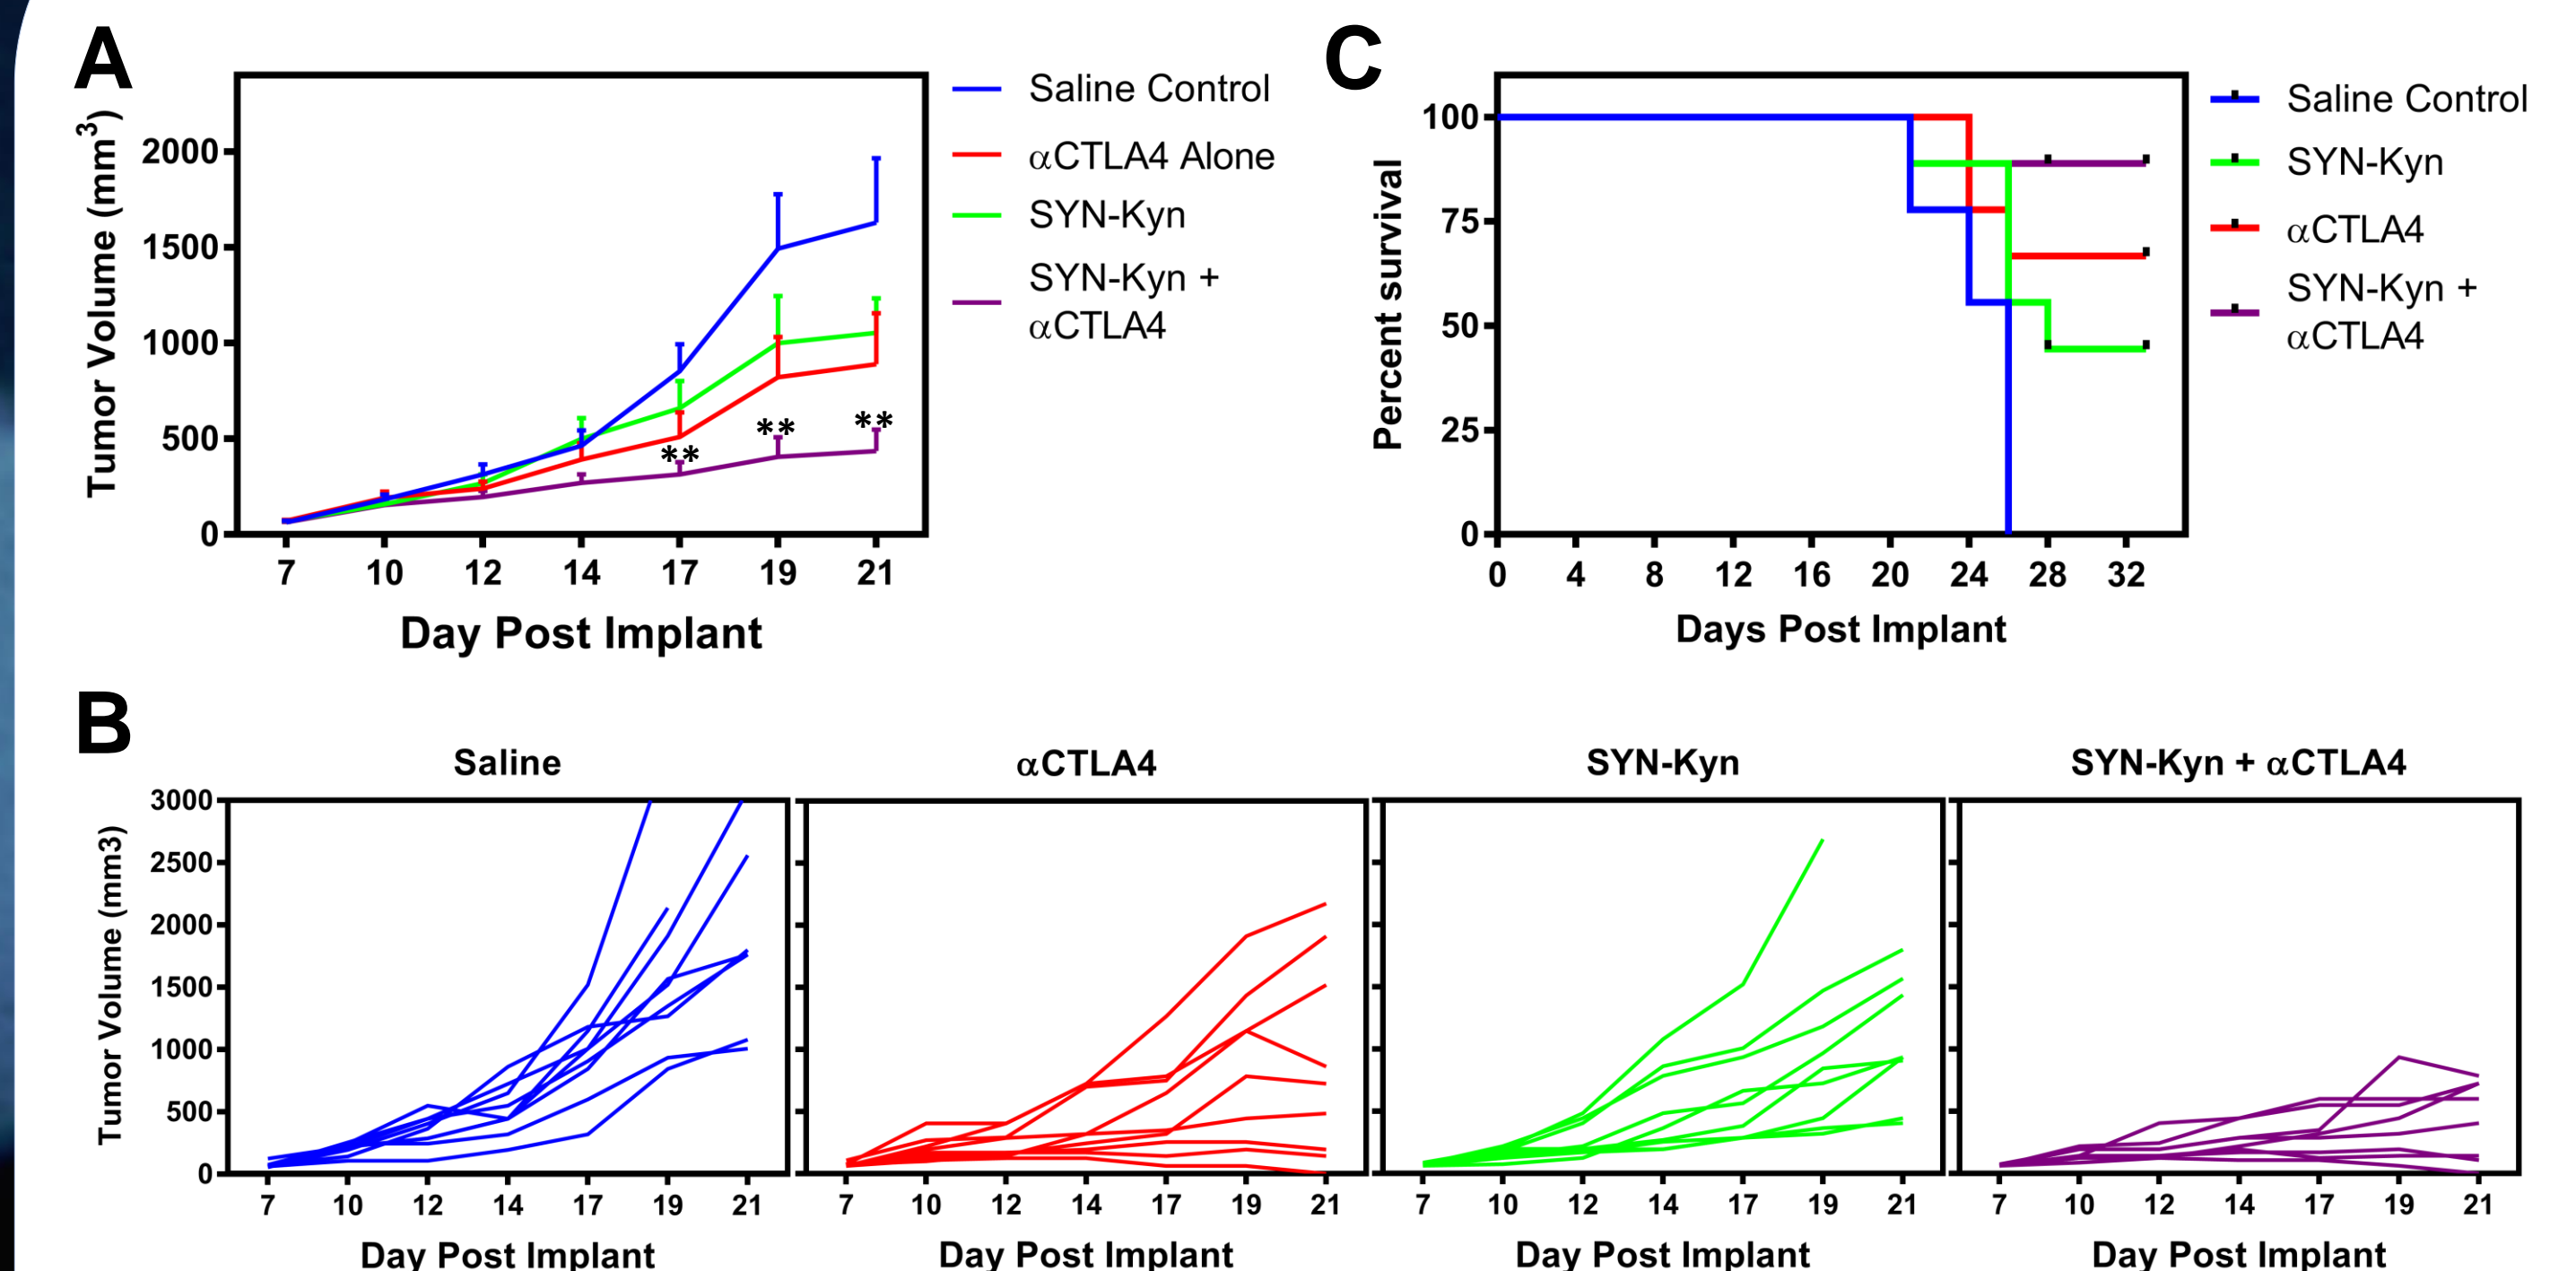 A
Tumor Volume (mm³)
2000
1500
1000
500
0
** ** **
7 10 12 14 17 19 21
Day Post Implant
Saline Control
αCTLA4 Alone
SYN-Kyn
SYN-Kyn +
αCTLA4
C
Percent survival
100
75
50
25
0
0 4 8 12 16 20 24 28 32
Days Post Implant
Saline Control
SYN-Kyn
αCTLA4
SYN-Kyn +
αCTLA4
B
Tumor Volume (mm3)
3000
2500
2000
1500
1000
500
0
Saline
7 10 12 14 17 19 21
Day Post Implant
αCTLA4
7 10 12 14 17 19 21
Day Post Implant
SYN-Kyn
7 10 12 14 17 19 21
Day Post Implant
SYN-Kyn + αCTLA4
7 10 12 14 17 19 21
Day Post Implant